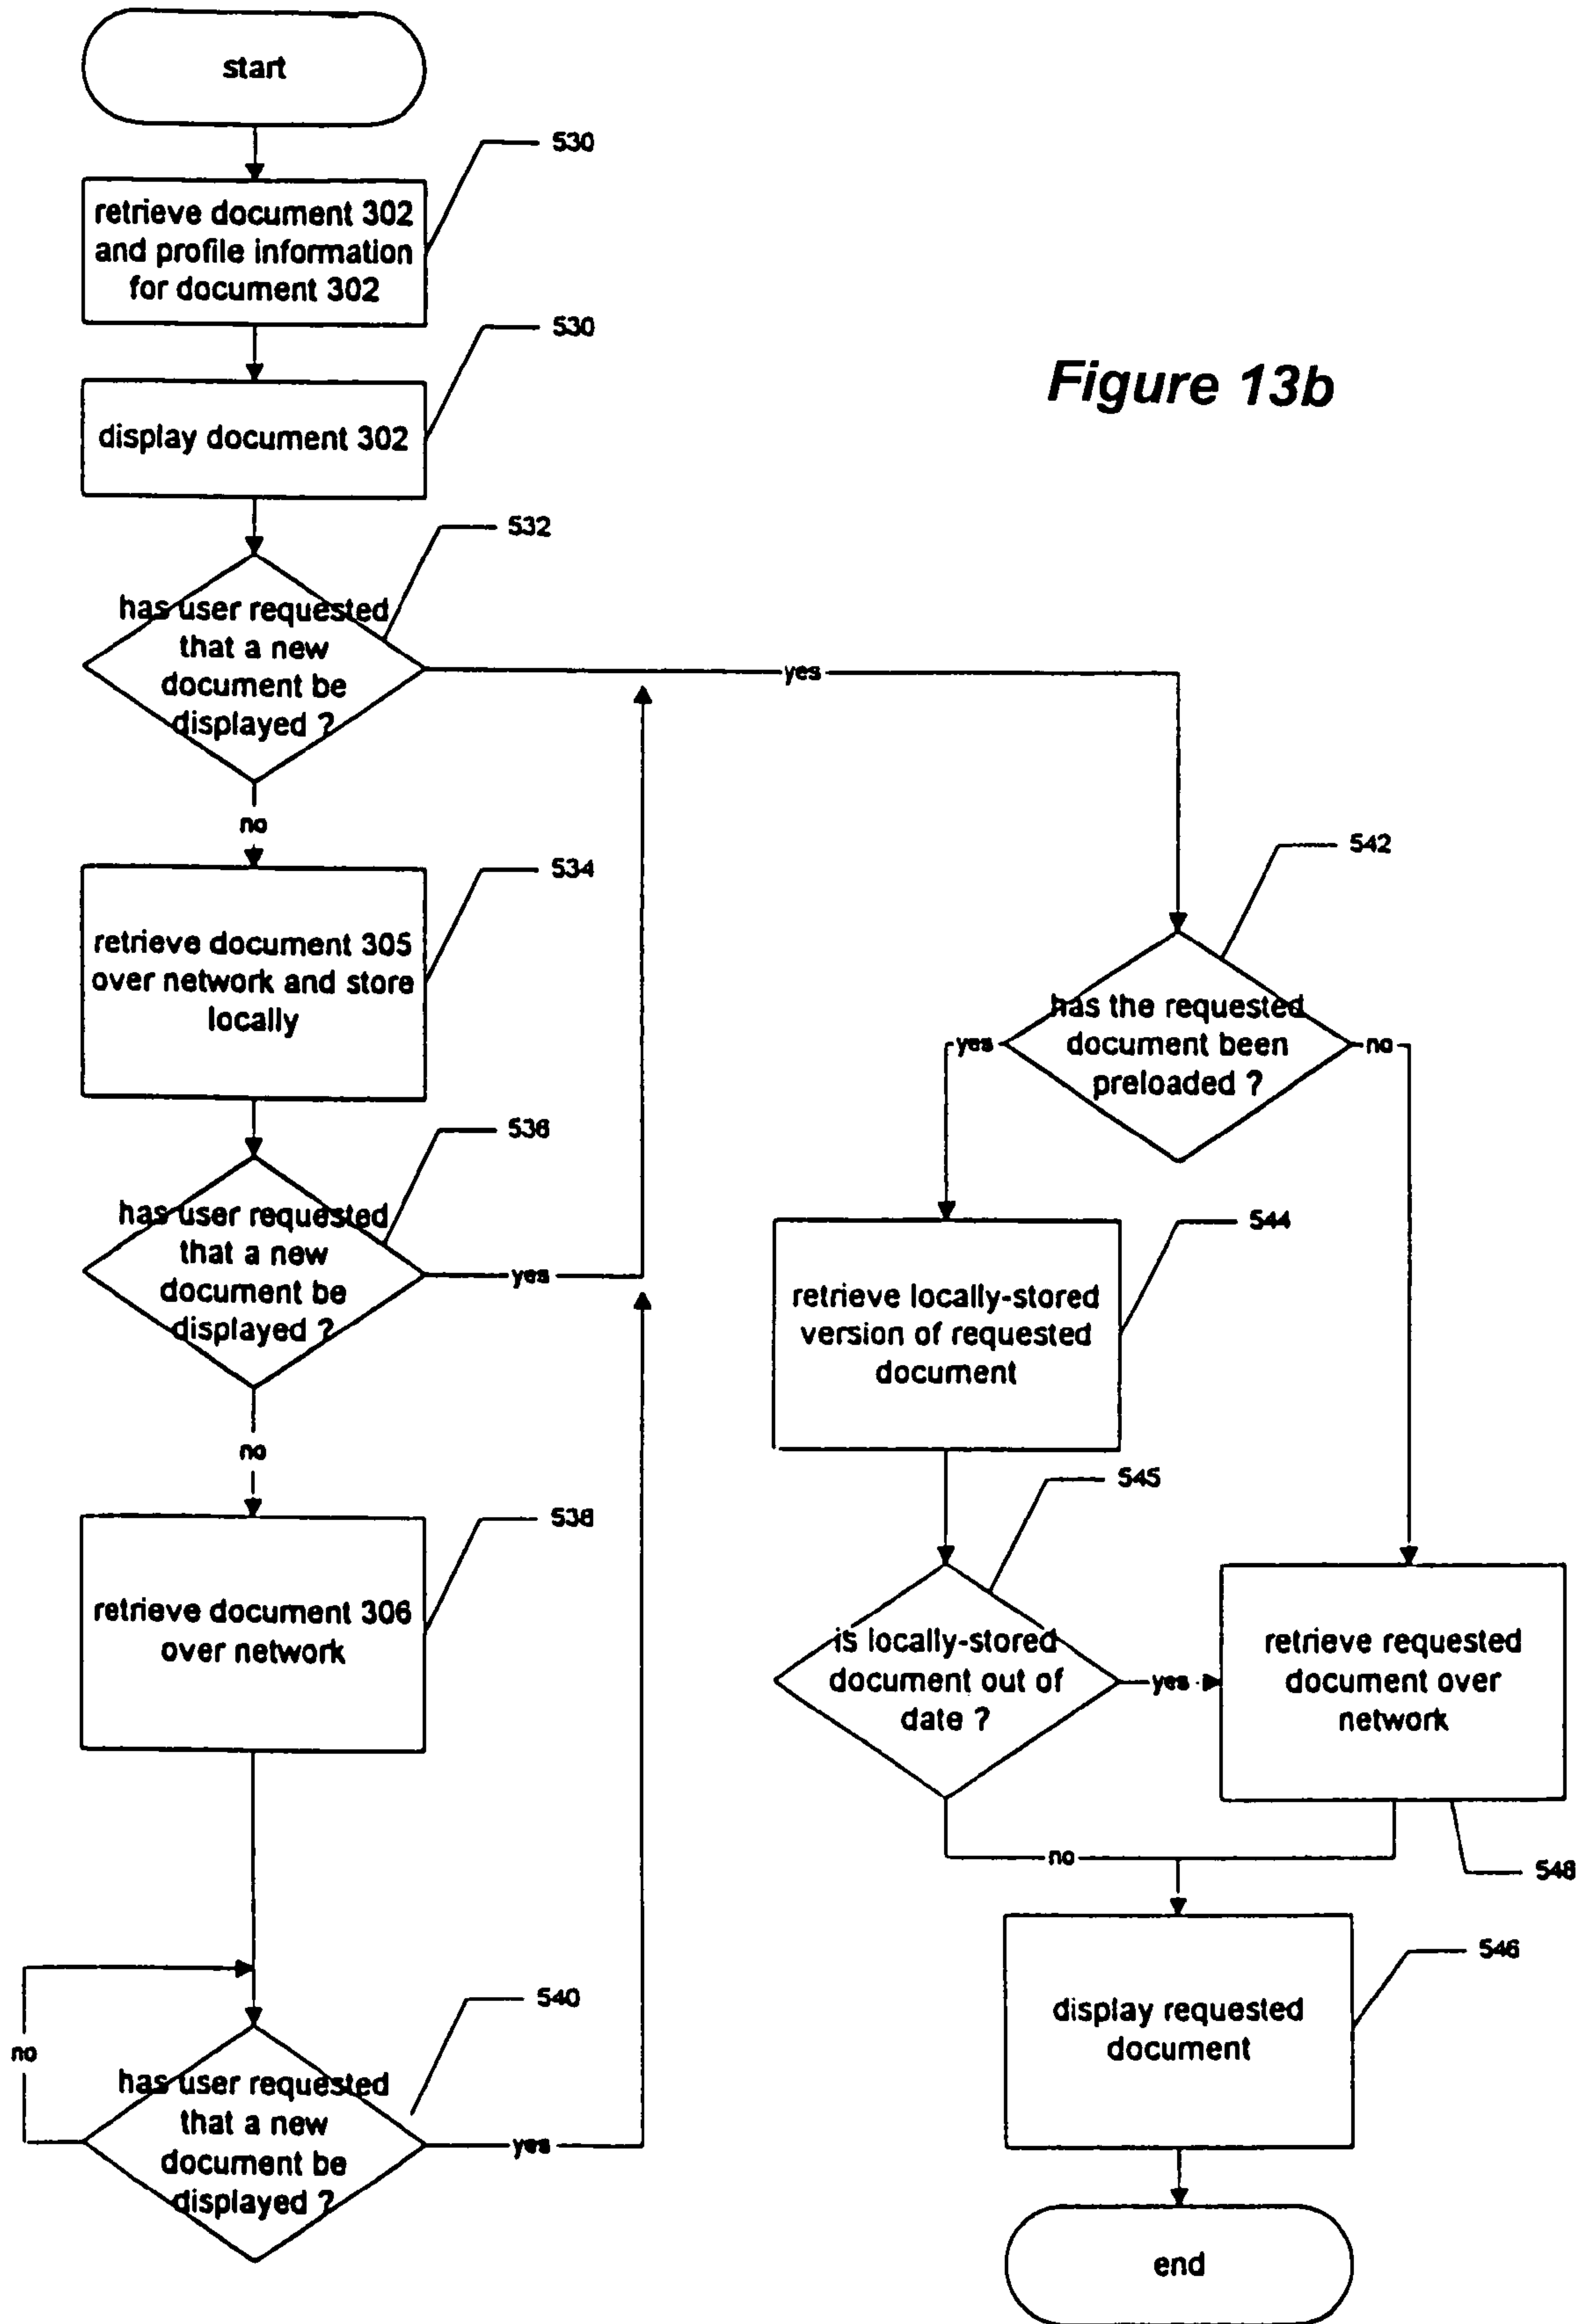 start
530
retrieve document 302
and profile information
for document 302
530
display document 302
Figure 13b
532
has user requested
that a new
document be
displayed ?
yes
no
534
retrieve document 305
over network and store
locally
536
has user requested
that a new
document be
displayed ?
yes
no
538
retrieve document 306
over network
540
no
has user requested
that a new
document be
displayed ?
yes
542
has the requested
document been
preloaded ?
yes
no
544
retrieve locally-stored
version of requested
document
545
is locally-stored
document out of
date ?
yes
retrieve requested
document over
network
no
548
546
display requested
document
end